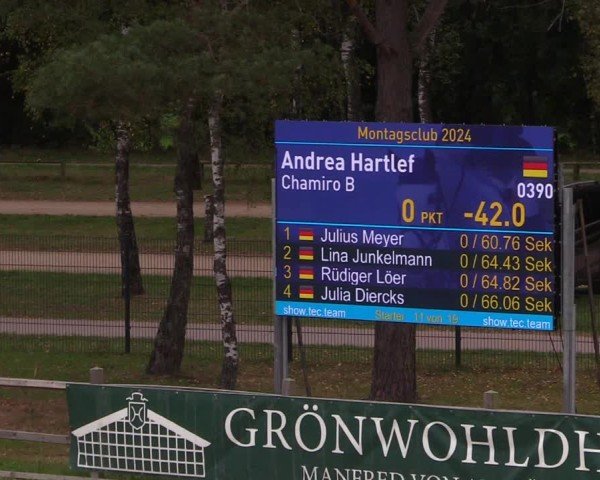 Montagsclub 2024
Andrea Hartlef
Chamiro B
0390
0 PKT -42.0
1 Julius Meyer 0 / 60.76 Sek
2 Lina Junkelmann 0 / 64.43 Sek
3 Rüdiger Löer 0 / 64.82 Sek
4 Julia Diercks 0 / 66.06 Sek
show.tec.team Starter 11 von show.tec.team
GRÖNWOHLDH
MANFRED VON